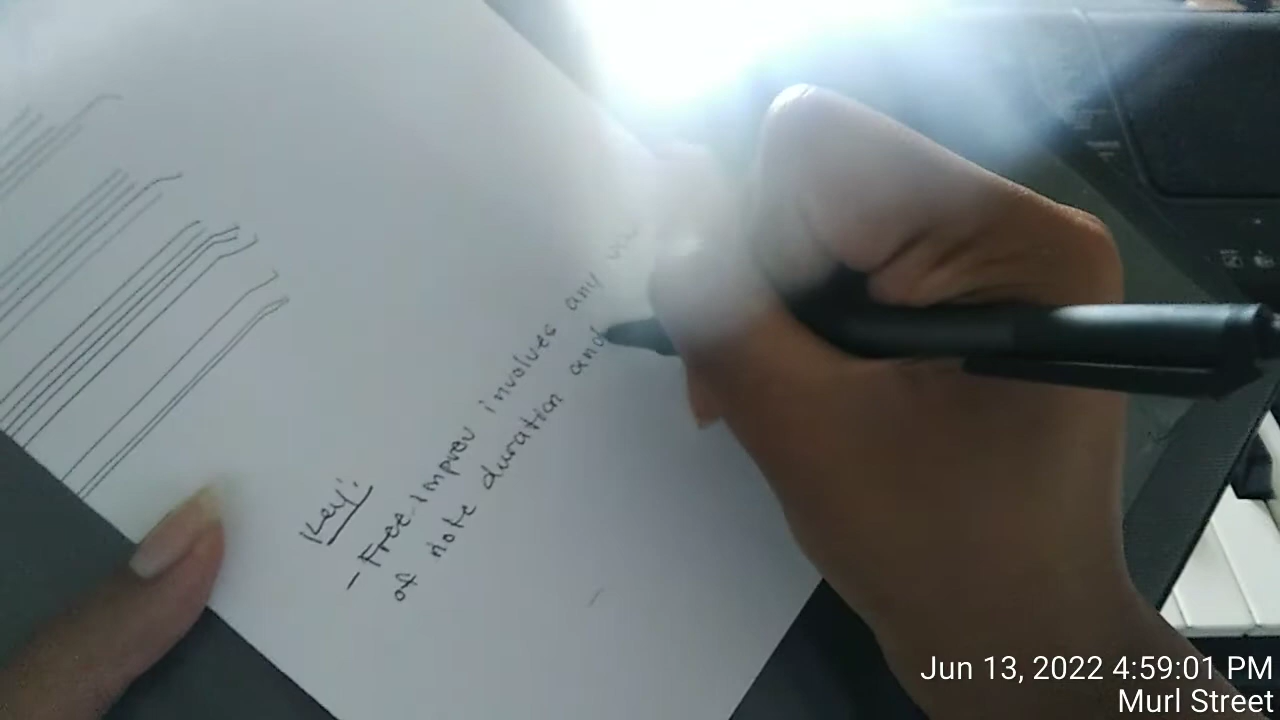 Key:
- Free improv involves any
of note duration and
Jun 13, 2022 4:59:01 PM
Murl Street